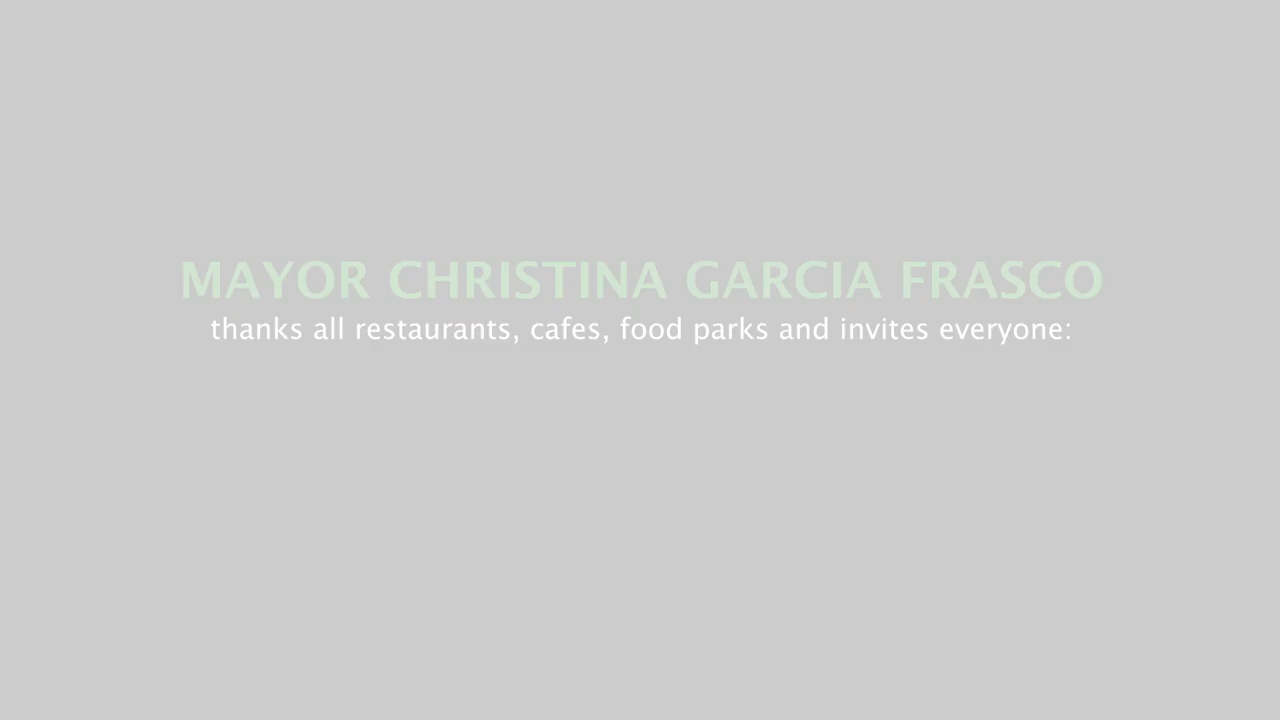 MAYOR CHRISTINA GARCIA FRASCO
thanks all restaurants, cafes, food parks and invites everyone: